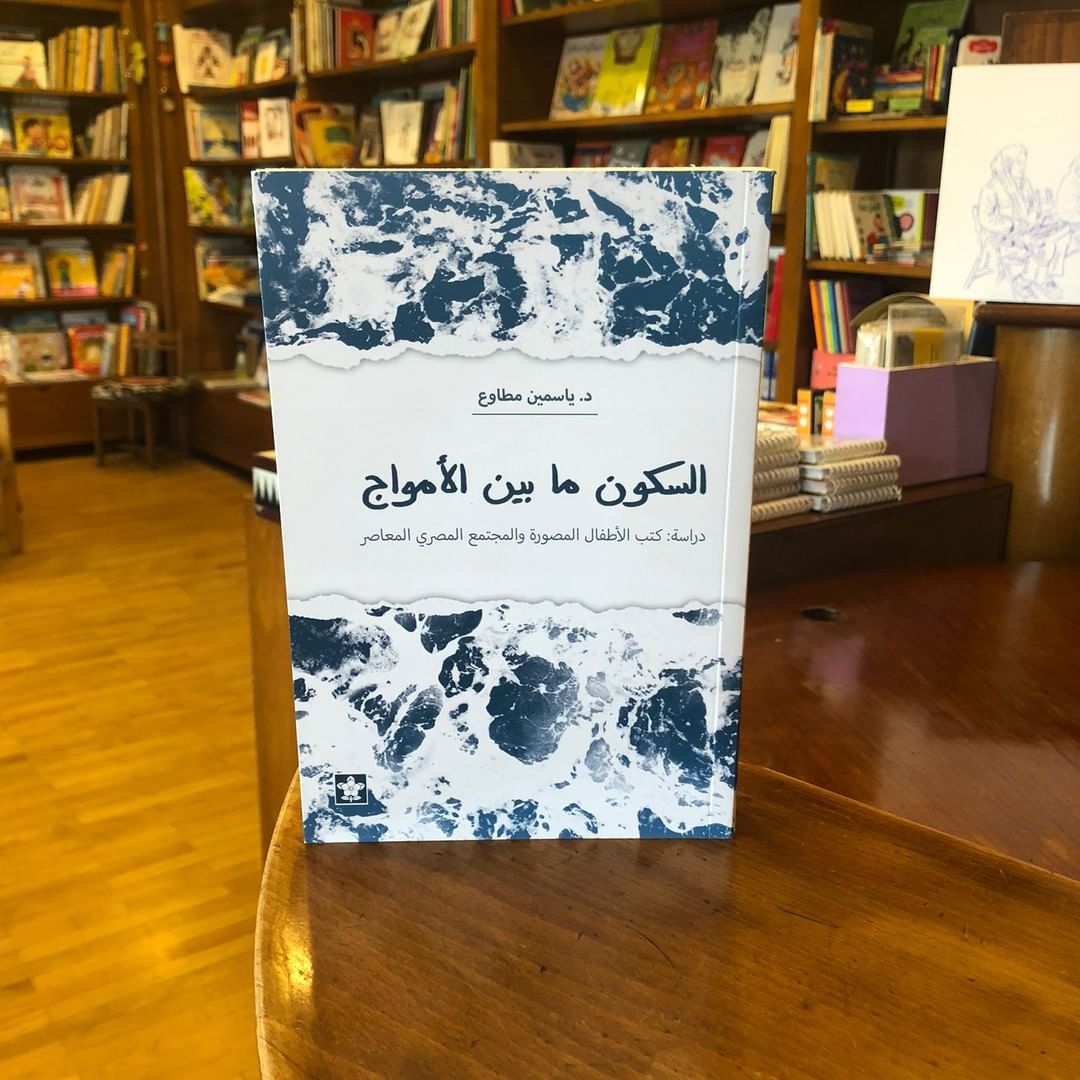 د. ياسمين مطاوع
السكون ما بين الأمواج
دراسة: كتب الأطفال المصورة والمجتمع المصري المعاصر